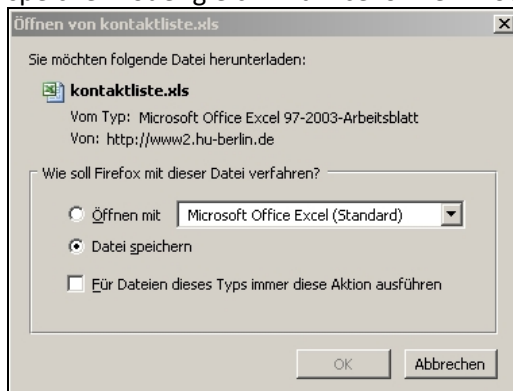 Öffnen von kontaktliste.xls
Sie möchten folgende Datei herunterladen:
kontaktliste.xls
Vom Typ: Microsoft Office Excel 97-2003-Arbeitsblatt
Von: http://www2.hu-berlin.de
Wie soll Firefox mit dieser Datei verfahren?
Öffnen mit Microsoft Office Excel (Standard)
Datei speichern
Für Dateien dieses Typs immer diese Aktion ausführen
OK Abbrechen